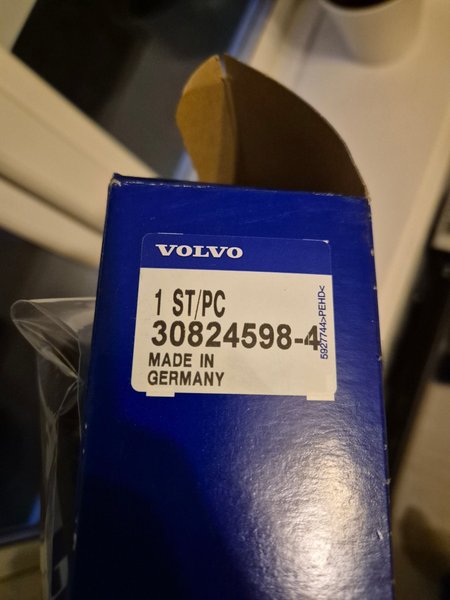 VOLVO
1 ST/PC
30824598-4
MADE IN
GERMANY
5927744>PEHD<